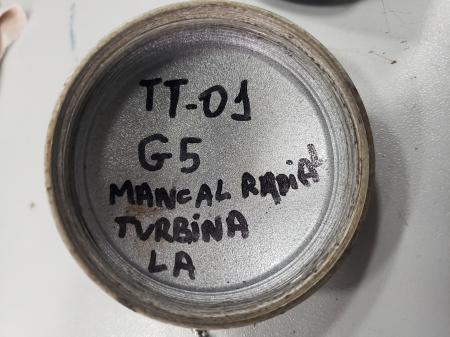 TT-01
G5
MANCAL RADIAL
TURBINA
LA